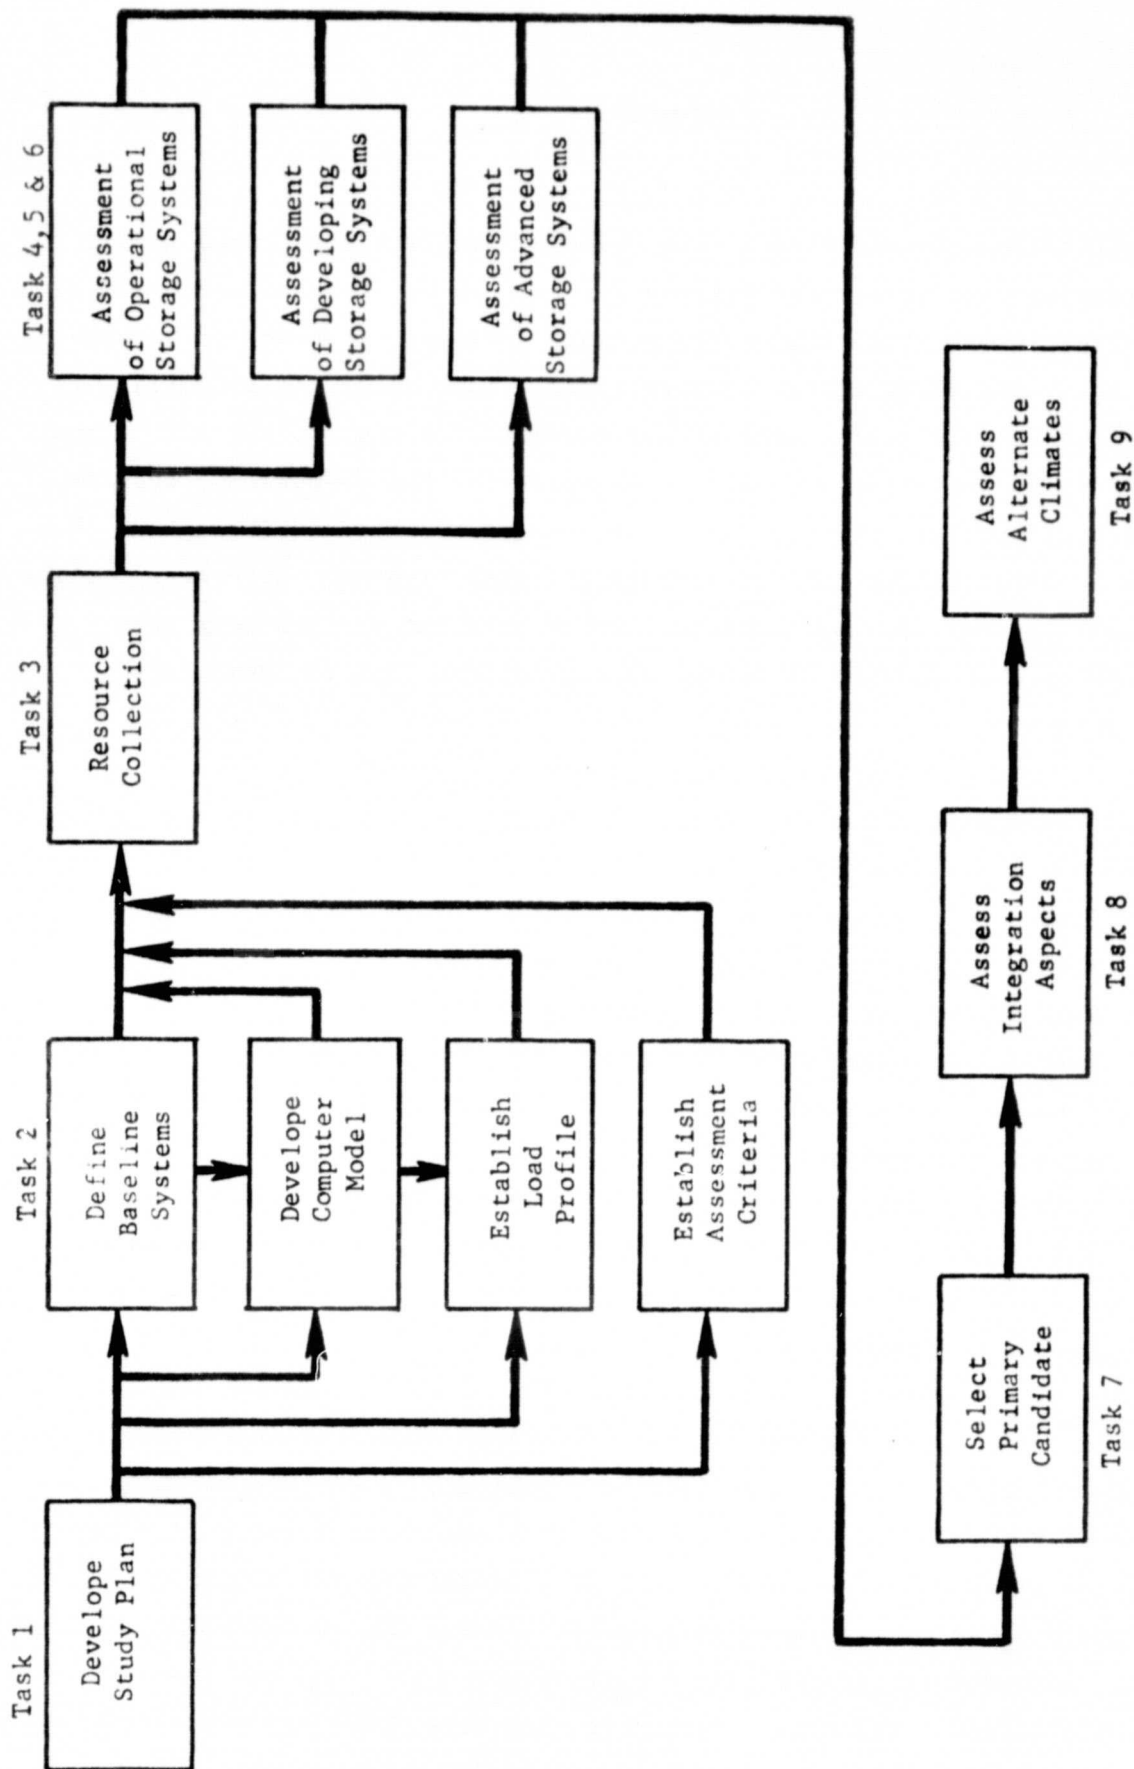 Task 1
Develope
Study Plan
Task 2
Define
Baseline
Systems
Develope
Computer
Model
Establish
Load
Profile
Establish
Assessment
Criteria
Task 3
Resource
Collection
Task 4,5 & 6
Assessment
of Operational
Storage Systems
Assessment
of Developing
Storage Systems
Assessment
of Advanced
Storage Systems
Select
Primary
Candidate
Task 7
Assess
Integration
Aspects
Task 8
Assess
Alternate
Climates
Task 9